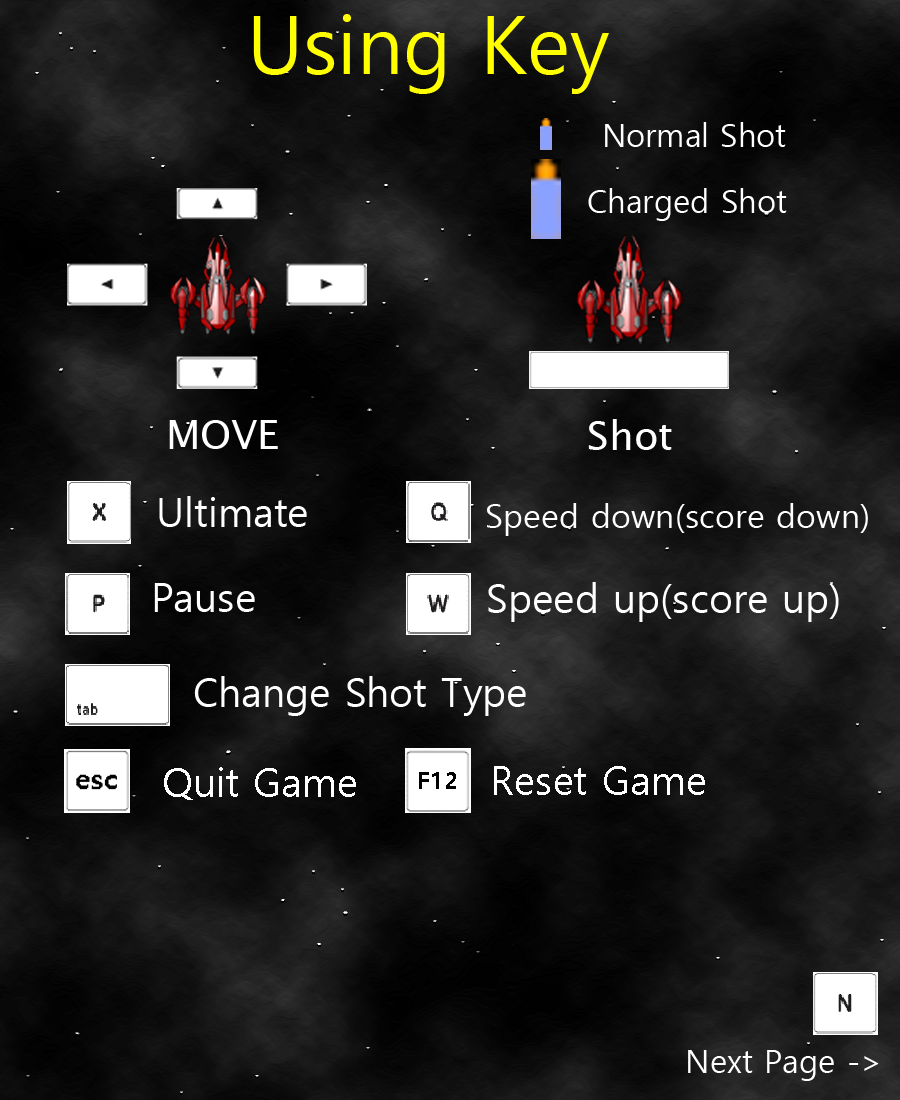 Using Key
Normal Shot
Charged Shot
▲
◄
►
▼
MOVE
Shot
X Ultimate
Q Speed down(score down)
P Pause
W Speed up(score up)
tab Change Shot Type
esc Quit Game
F12 Reset Game
N
Next Page ->